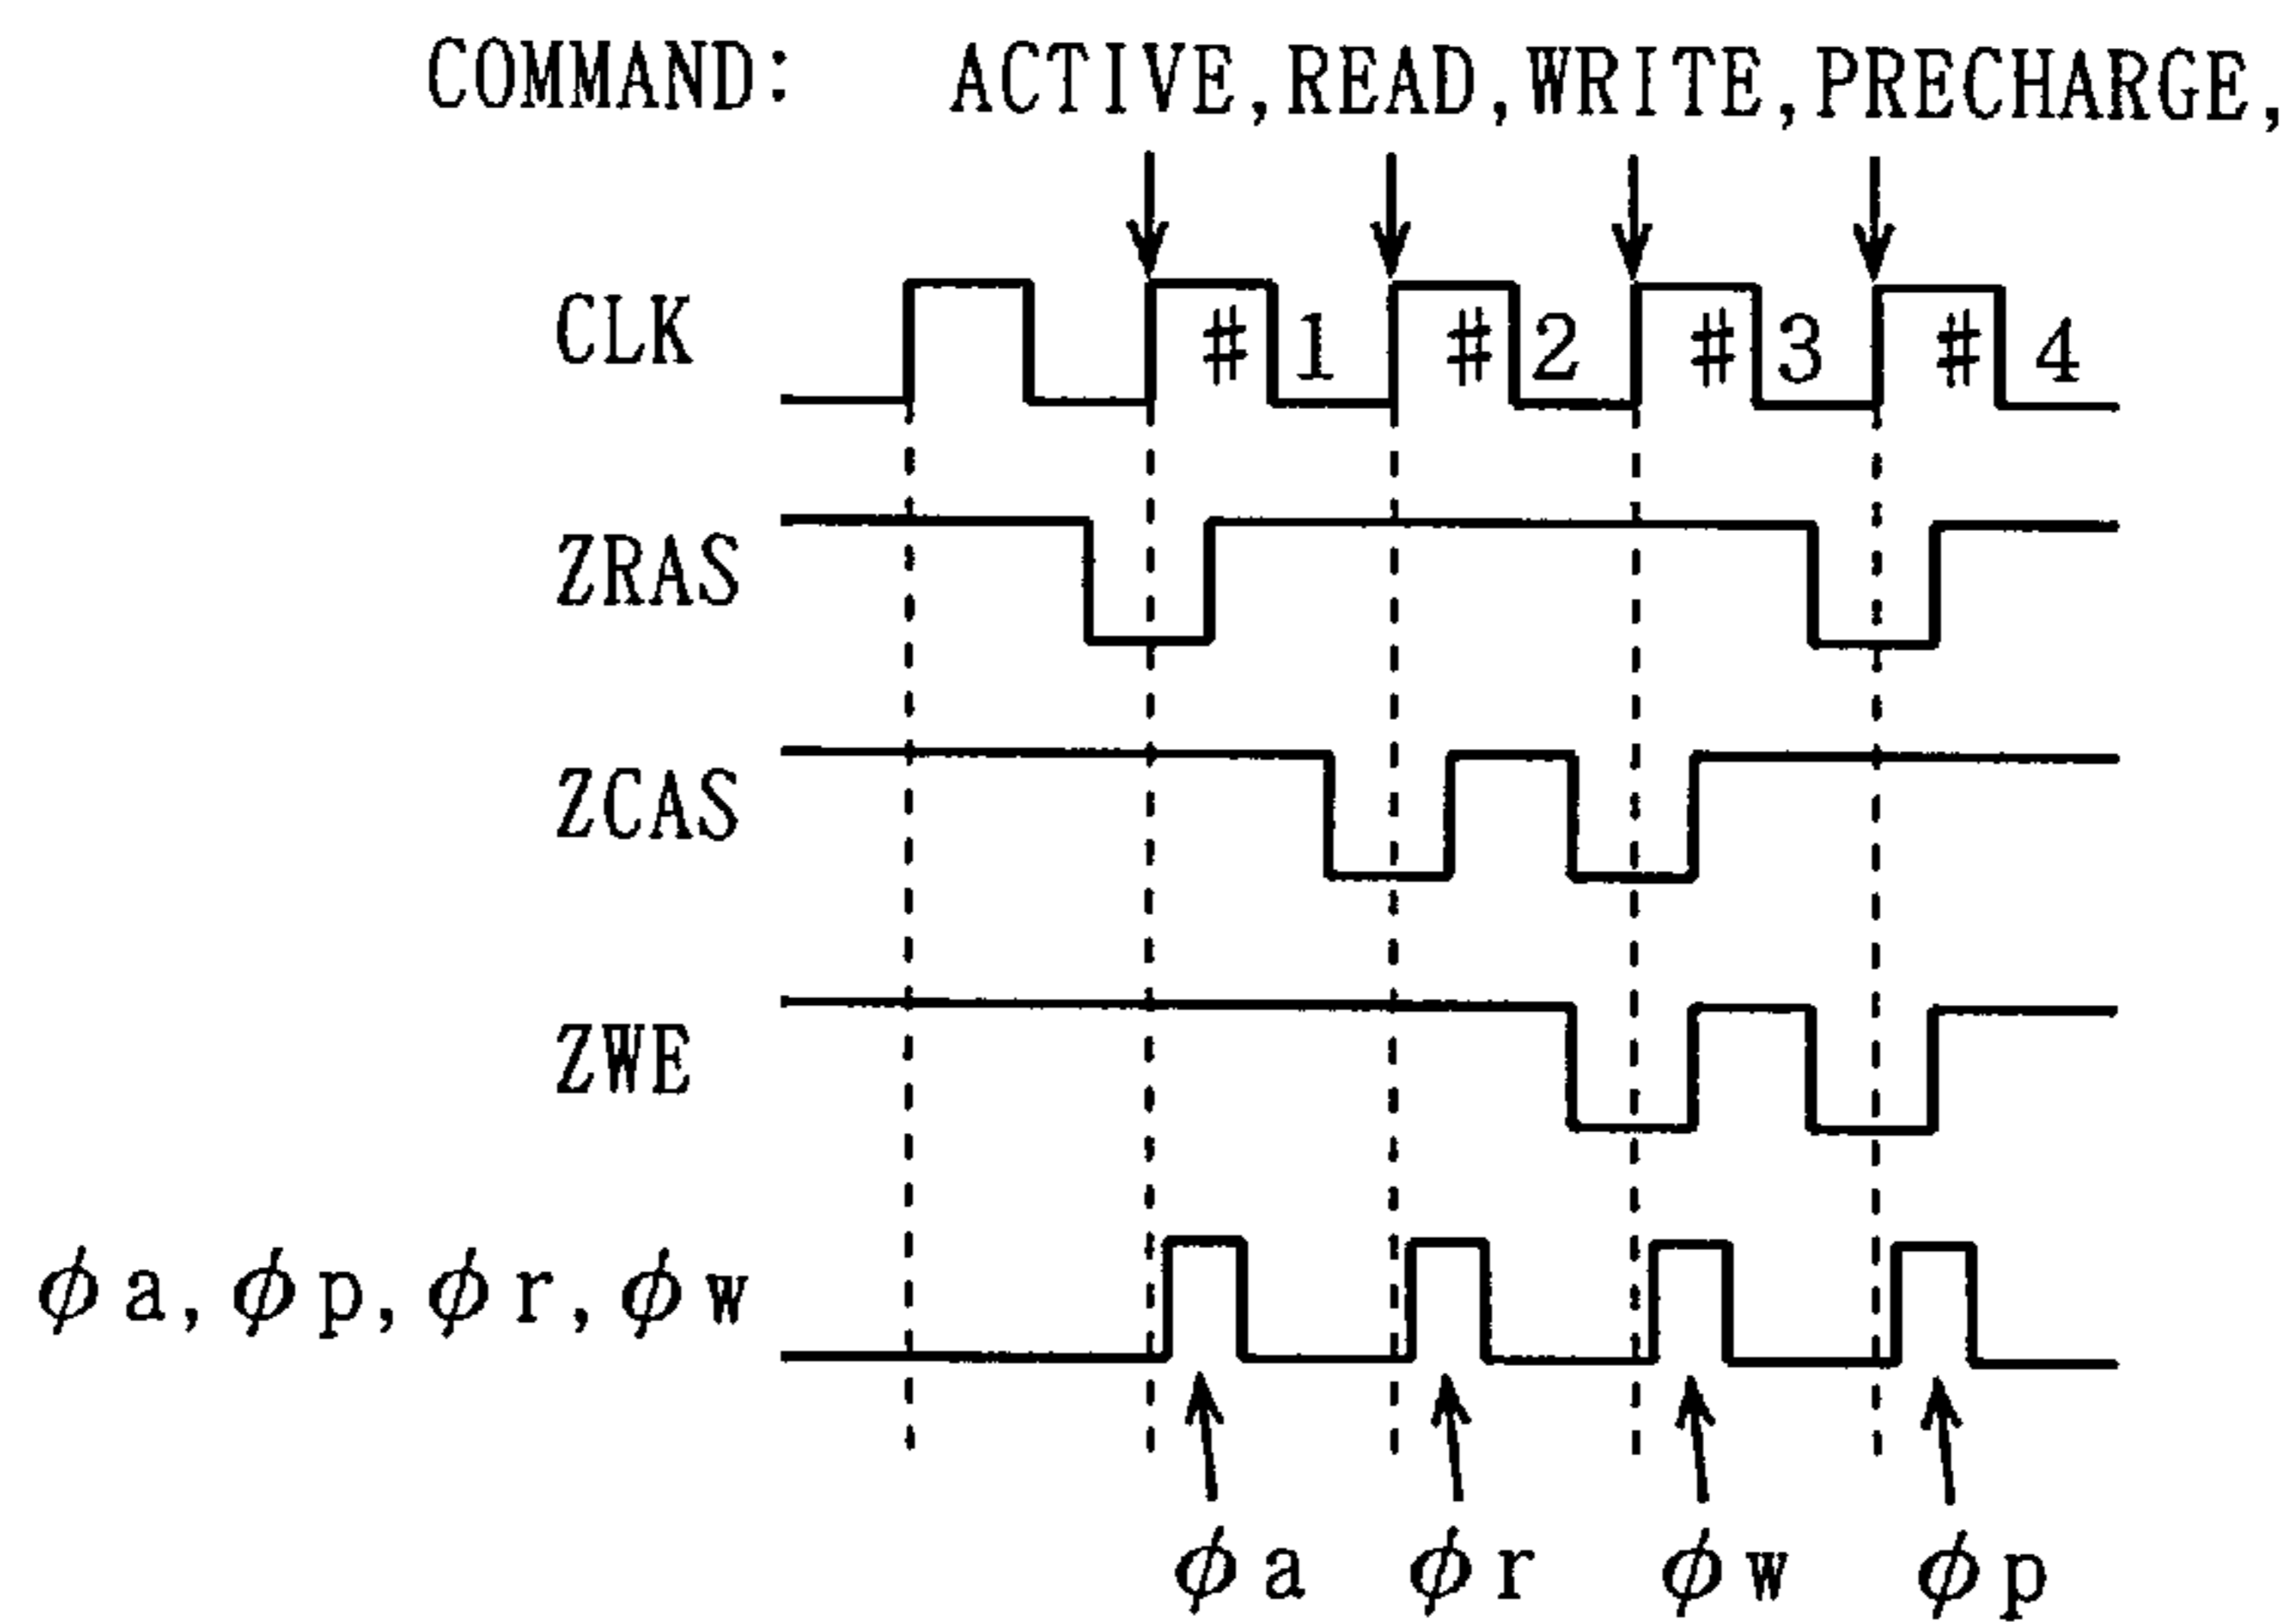 COMMAND: ACTIVE,READ,WRITE,PRECHARGE,
CLK #1 #2 #3 #4
ZRAS
ZCAS
ZWE
φa,φp,φr,φw
φa φr φw φp